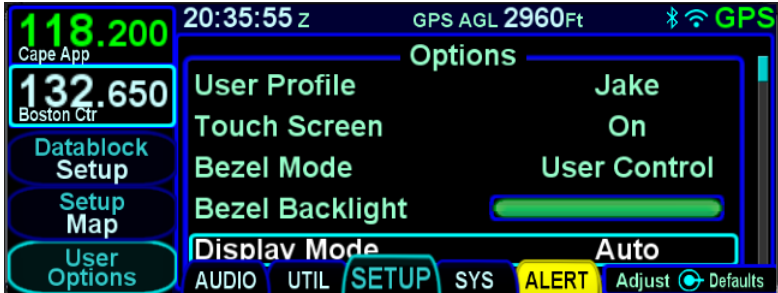 118.200
Cape App
132.650
Boston Ctr
Datablock
Setup
Setup
Map
User
Options
20:35:55 Z GPS AGL 2960Ft GPS
Options
User Profile Jake
Touch Screen On
Bezel Mode User Control
Bezel Backlight
Display Mode Auto
AUDIO UTIL SETUP SYS ALERT Adjust Defaults